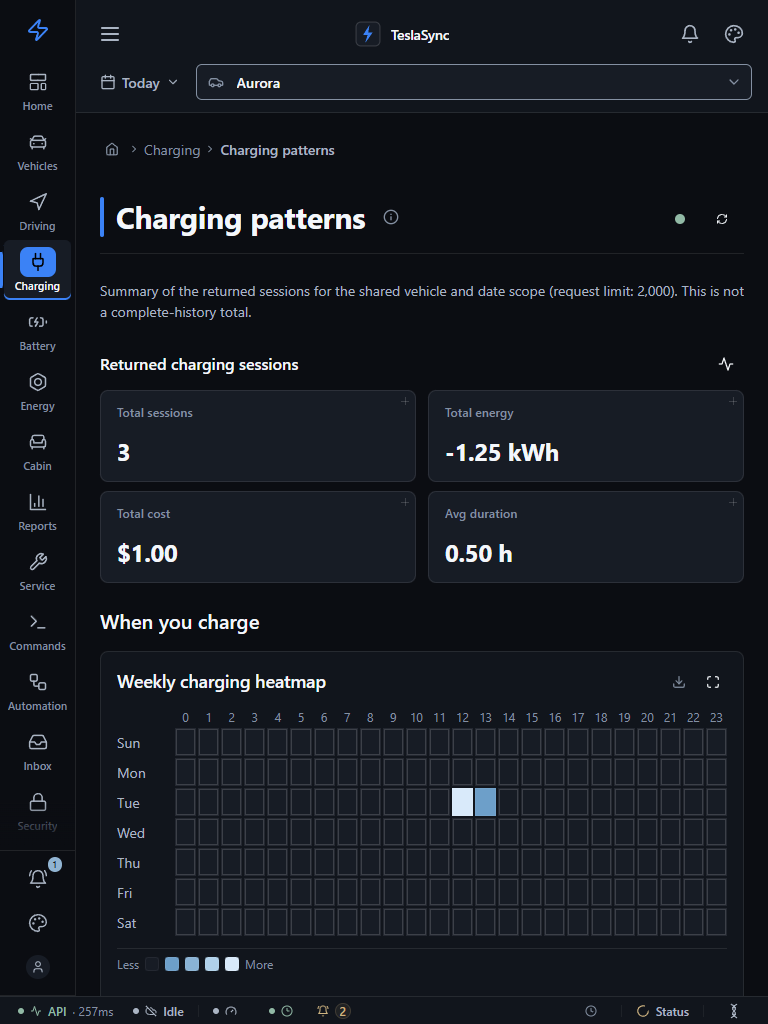 TeslaSync
Today
Aurora
Home
Vehicles
Driving
Charging
Battery
Energy
Cabin
Reports
Service
Commands
Automation
Inbox
Security
1
Charging
Charging patterns
Charging patterns
Summary of the returned sessions for the shared vehicle and date scope (request limit: 2,000). This is not
a complete-history total.
Returned charging sessions
Total sessions
3
Total energy
-1.25 kWh
Total cost
$1.00
Avg duration
0.50 h
When you charge
Weekly charging heatmap
0 1 2 3 4 5 6 7 8 9 10 11 12 13 14 15 16 17 18 19 20 21 22 23
Sun
Mon
Tue
Wed
Thu
Fri
Sat
Less
More
API · 257ms
Idle
2
Status